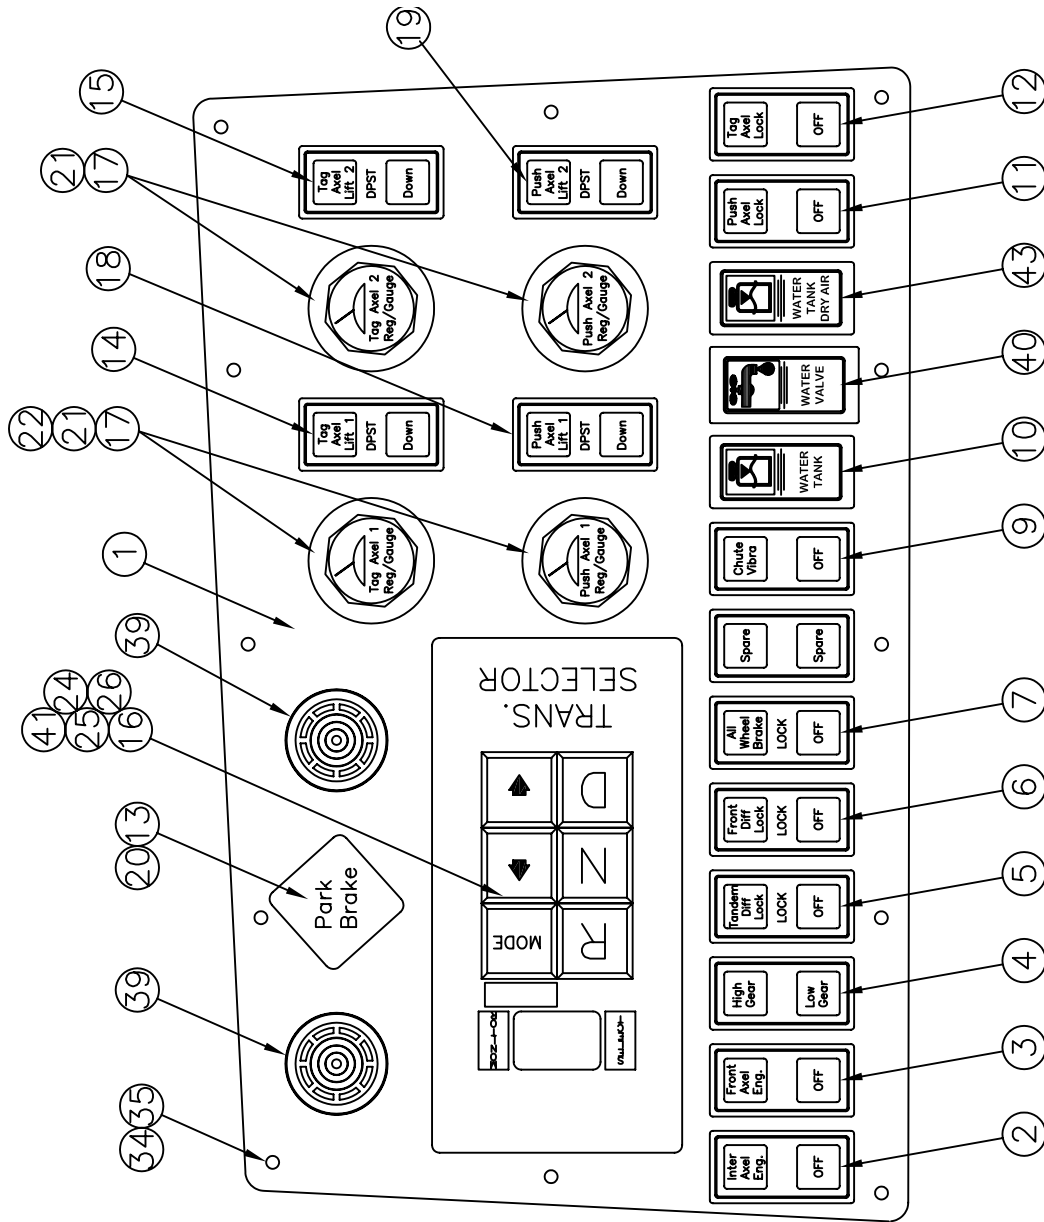 19
15
12
21 17
11
18
43
14
40
22 21 17
10
1
9
39
24 26
41 25 16
7
20 13
6
5
39
4
3
34 35
2
Tag
Axel
Lift 2
DPST
Down
Push
Axel
Lift 2
DPST
Down
Tag
Axel
Lock
OFF
Push
Axel
Lock
OFF
Tag Axel 2
Reg/Gauge
Push Axel 2
Reg/Gauge
WATER
TANK
DRY AIR
WATER
VALVE
Tag
Axel
Lift 1
DPST
Down
Push
Axel
Lift 1
DPST
Down
WATER
TANK
Tag Axel 1
Reg/Gauge
Push Axel 1
Reg/Gauge
Chute
Vibra
OFF
Spare
Spare
TRANS.
SELECTOR
All
Wheel
Brake
LOCK
OFF
Front
Diff
Lock
LOCK
OFF
Park
Brake
MODE
R
N
D
SELECT
Tandem
Diff
Lock
LOCK
OFF
High
Gear
Low
Gear
Front
Axel
Eng.
OFF
Inter
Axel
Eng.
OFF